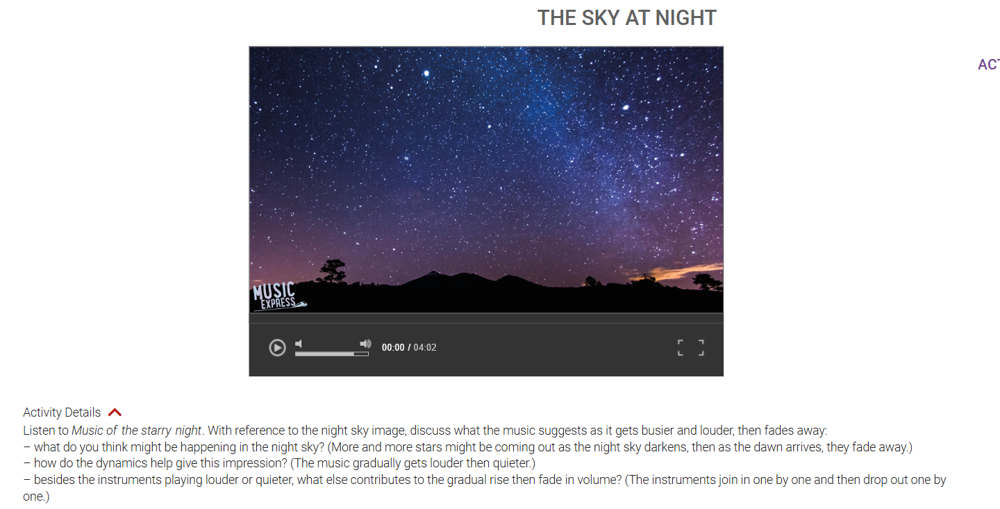 THE SKY AT NIGHT
ACT
MUSIC
EXPRESS
00:00 / 04:02
Activity Details
Listen to Music of the starry night. With reference to the night sky image, discuss what the music suggests as it gets busier and louder, then fades away:
– what do you think might be happening in the night sky? (More and more stars might be coming out as the night sky darkens, then as the dawn arrives, they fade away.)
– how do the dynamics help give this impression? (The music gradually gets louder then quieter.)
– besides the instruments playing louder or quieter, what else contributes to the gradual rise then fade in volume? (The instruments join in one by one and then drop out one by
one.)